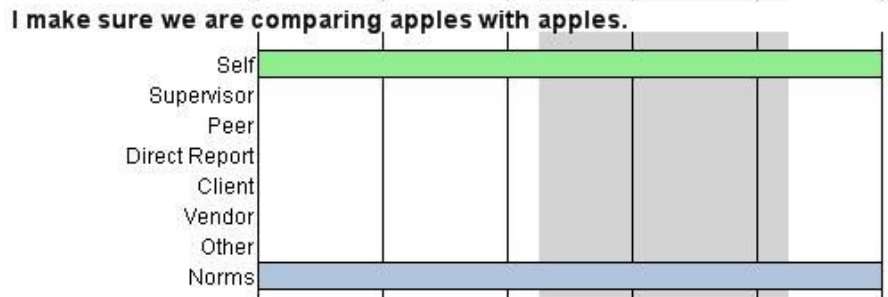 I make sure we are comparing apples with apples.
Self
Supervisor
Peer
Direct Report
Client
Vendor
Other
Norms